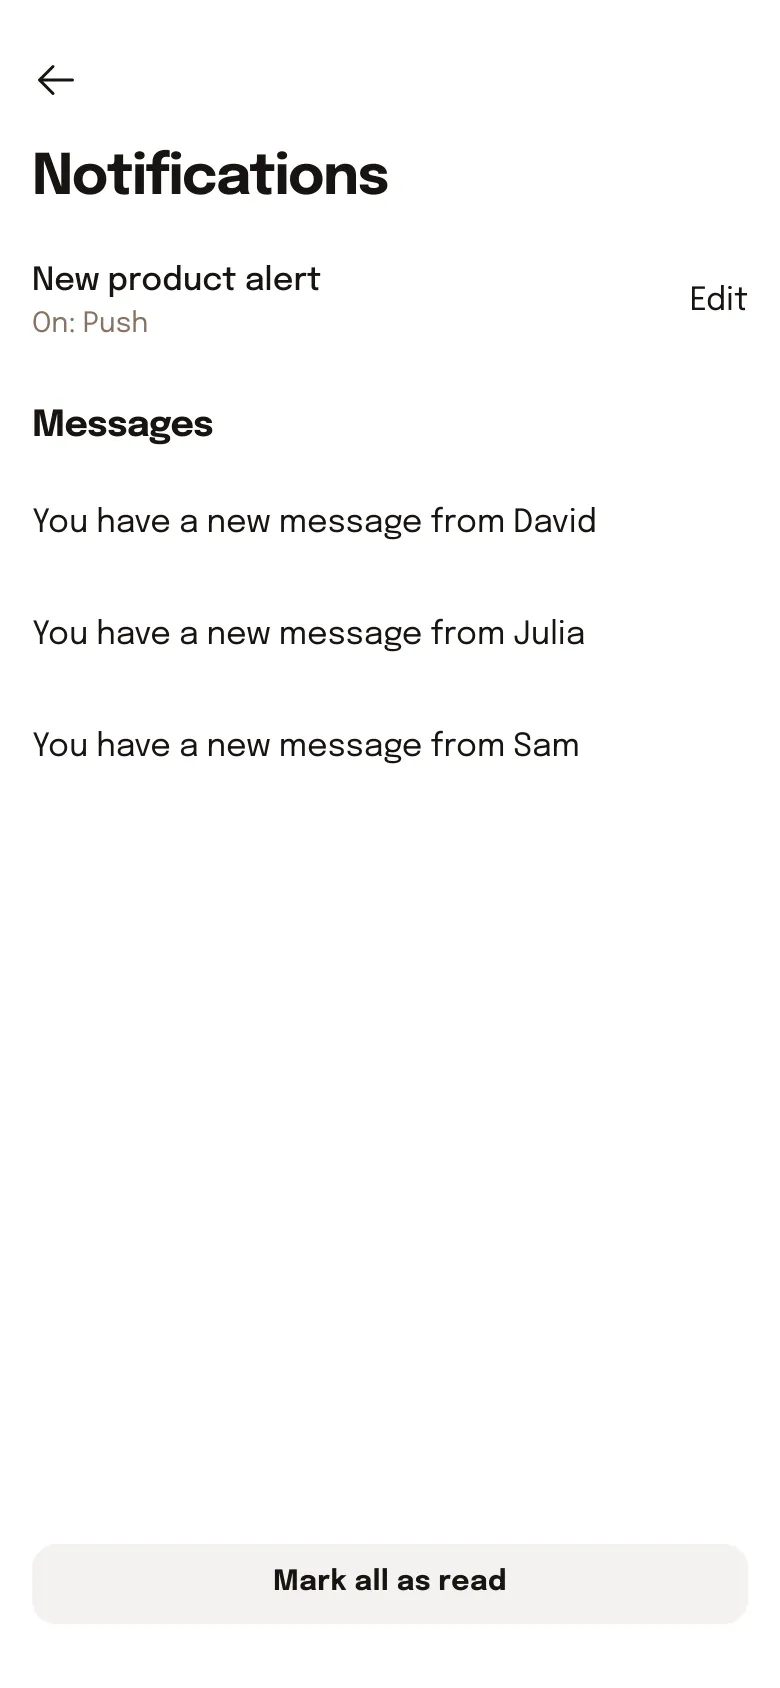 Notifications
New product alert
On: Push
Edit
Messages
You have a new message from David
You have a new message from Julia
You have a new message from Sam
Mark all as read